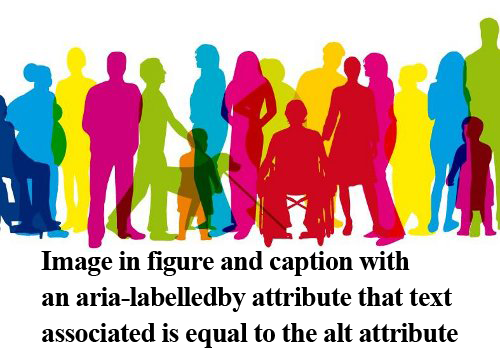 Image in figure and caption with
an aria-labelledby attribute that text
associated is equal to the alt attribute